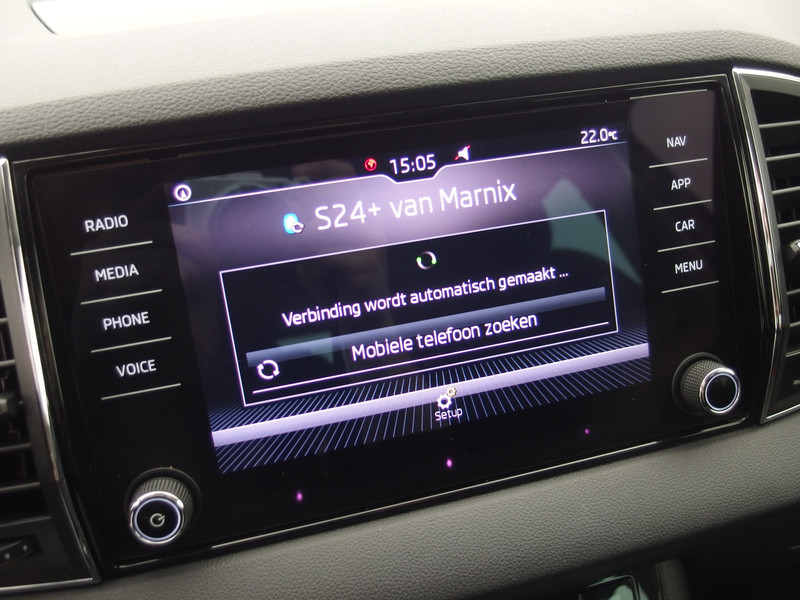 15:05
22.0°C
RADIO
MEDIA
PHONE
VOICE
S24+ van Marnix
Verbinding wordt automatisch gemaakt ...
Mobiele telefoon zoeken
Setup
NAV
APP
CAR
MENU